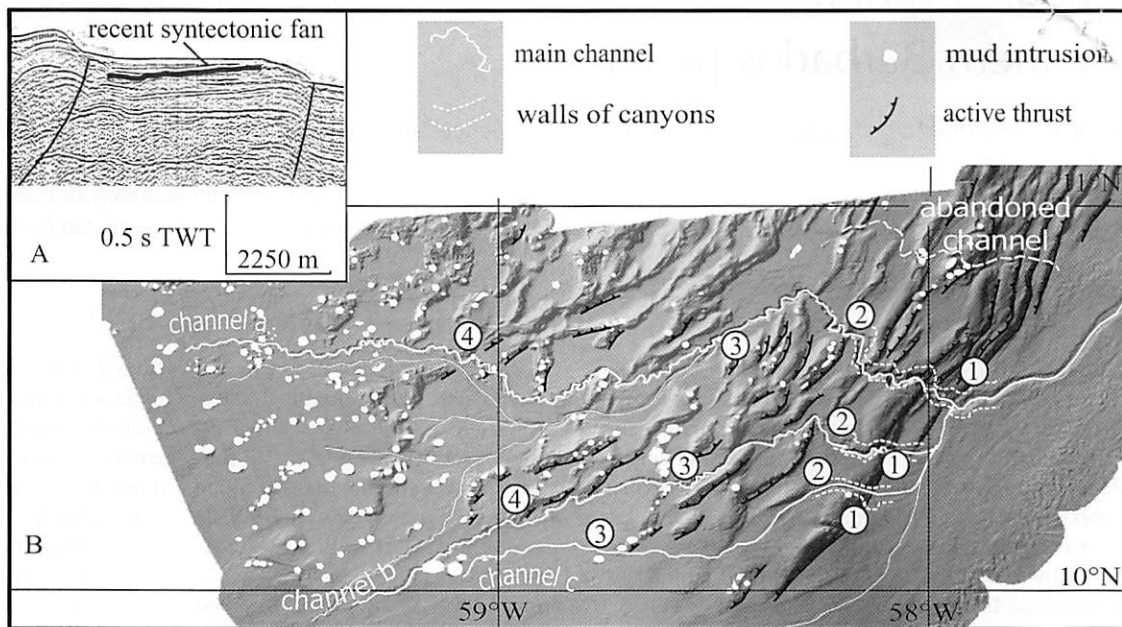 recent syntectonic fan
main channel
mud intrusion
walls of canyons
active thrust
A
0.5 s TWT
2250 m
11°N
abandoned
channel
channel a
4
3
2
1
2
1
3
2
4
3
1
B
channel b
channel c
59°W
58°W
10°N